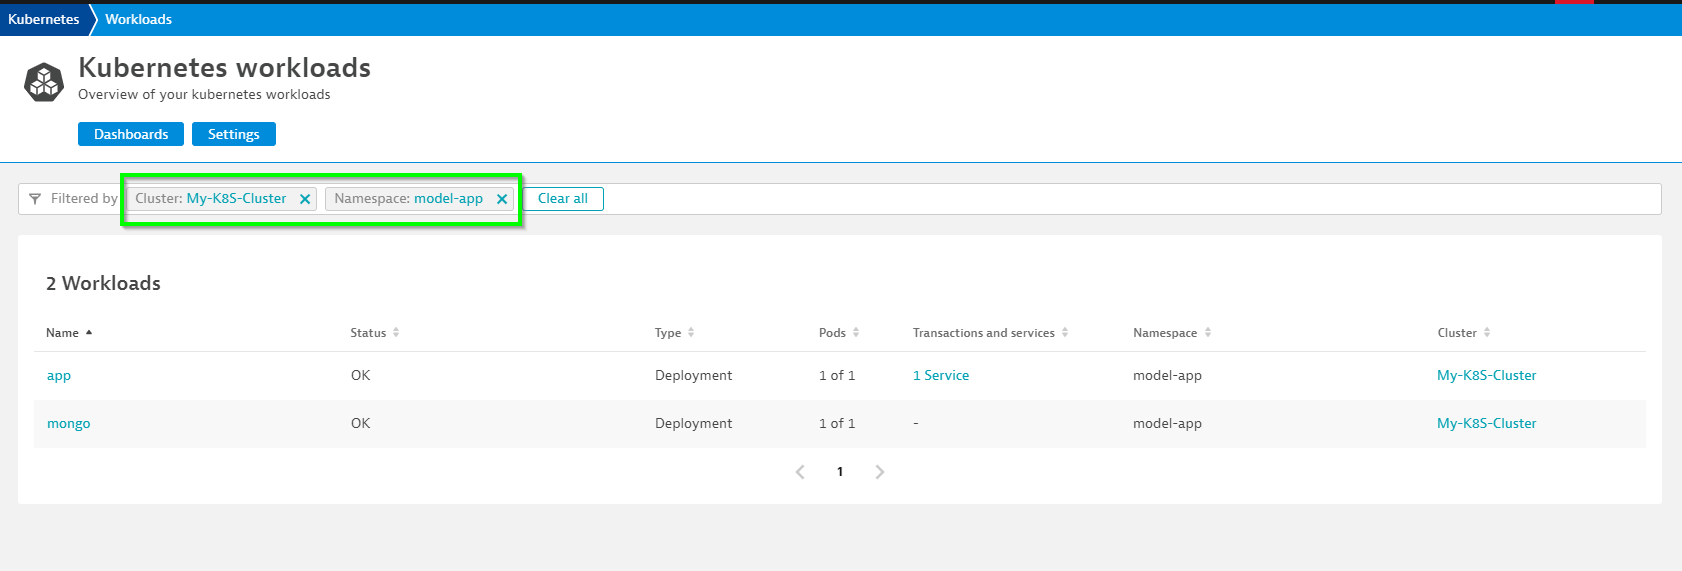 Kubernetes Workloads
Kubernetes workloads
Overview of your kubernetes workloads
Dashboards Settings
Filtered by Cluster: My-K8S-Cluster Namespace: model-app Clear all
2 Workloads
Name Status Type Pods Transactions and services Namespace Cluster
app OK Deployment 1 of 1 1 Service model-app My-K8S-Cluster
mongo OK Deployment 1 of 1 - model-app My-K8S-Cluster
1